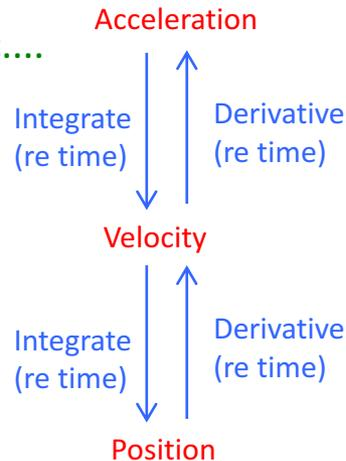 Acceleration
....
Integrate
(re time)
Derivative
(re time)
Velocity
Integrate
(re time)
Derivative
(re time)
Position